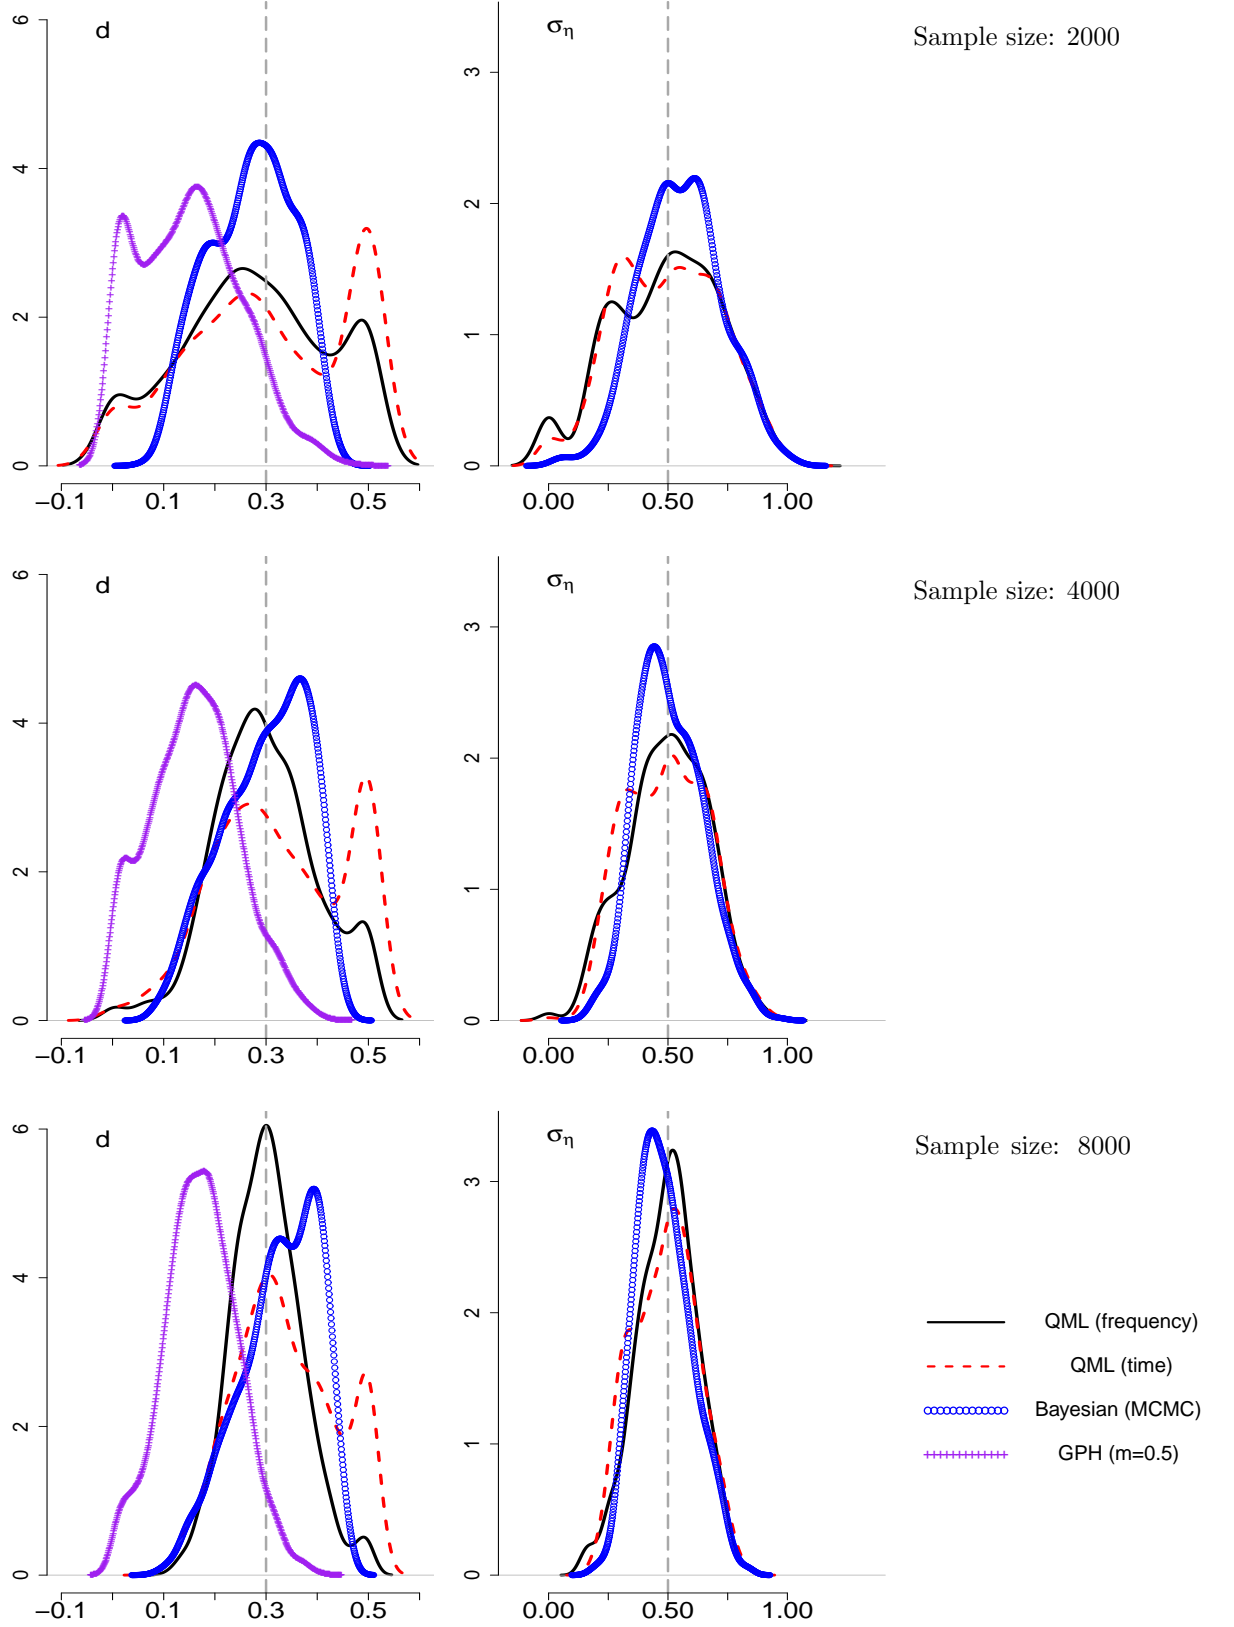 d
ση
Sample size: 2000
6
4
2
0
3
2
1
0
−0.1 0.1 0.3 0.5
0.00 0.50 1.00
d
ση
Sample size: 4000
6
4
2
0
3
2
1
0
−0.1 0.1 0.3 0.5
0.00 0.50 1.00
d
ση
Sample size: 8000
6
4
2
0
3
2
1
0
−0.1 0.1 0.3 0.5
0.00 0.50 1.00
QML (frequency)
QML (time)
Bayesian (MCMC)
GPH (m=0.5)